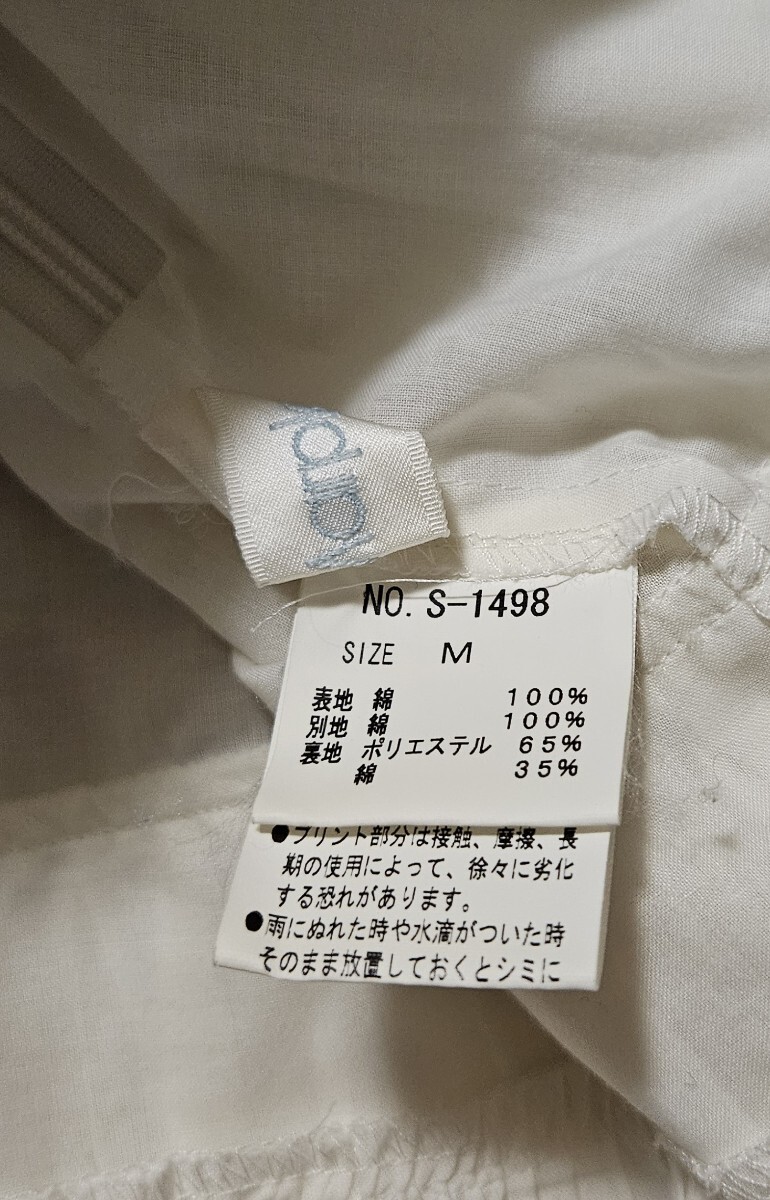 NO. S-1498
SIZE M
表地 綿 100%
別地 綿 100%
裏地 ポリエステル 65%
綿 35%
●プリント部分は接触、摩擦、長
期の使用によって、徐々に劣化
する恐れがあります。
●雨にぬれた時や水滴がついた時
そのまま放置しておくとシミに